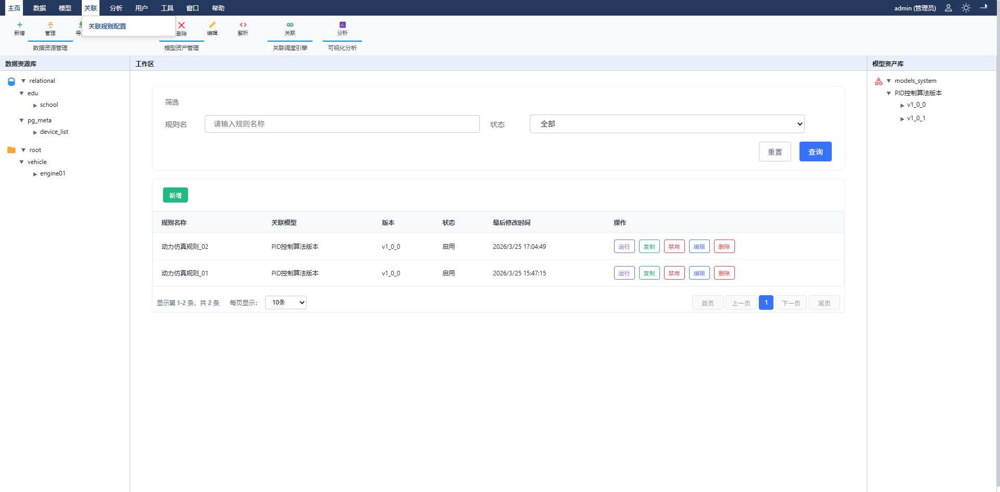 主页 数据 模型 关联 分析 用户 工具 窗口 帮助 admin (管理员)
关联规则配置
新增 管理 删除 编辑 解析 关联 分析
数据资源管理 模型资产管理 关联调度引擎 可视化分析
数据资源库 工作区 模型资产库
relational
edu
school
pg_meta
device_list
root
vehicle
engine01
筛选
规则名 请输入规则名称 状态 全部
重置 查询
新增
规则名称 关联模型 版本 状态 最后修改时间 操作
动力仿真规则_02 PID控制算法版本 v1_0_0 启用 2026/3/25 17:04:49 运行 复制 禁用 编辑 删除
动力仿真规则_01 PID控制算法版本 v1_0_0 启用 2026/3/25 15:47:15 运行 复制 禁用 编辑 删除
显示第 1-2 条，共 2 条 每页显示： 10条 首页 上一页 1 下一页 尾页
models_system
PID控制算法版本
v1_0_0
v1_0_1